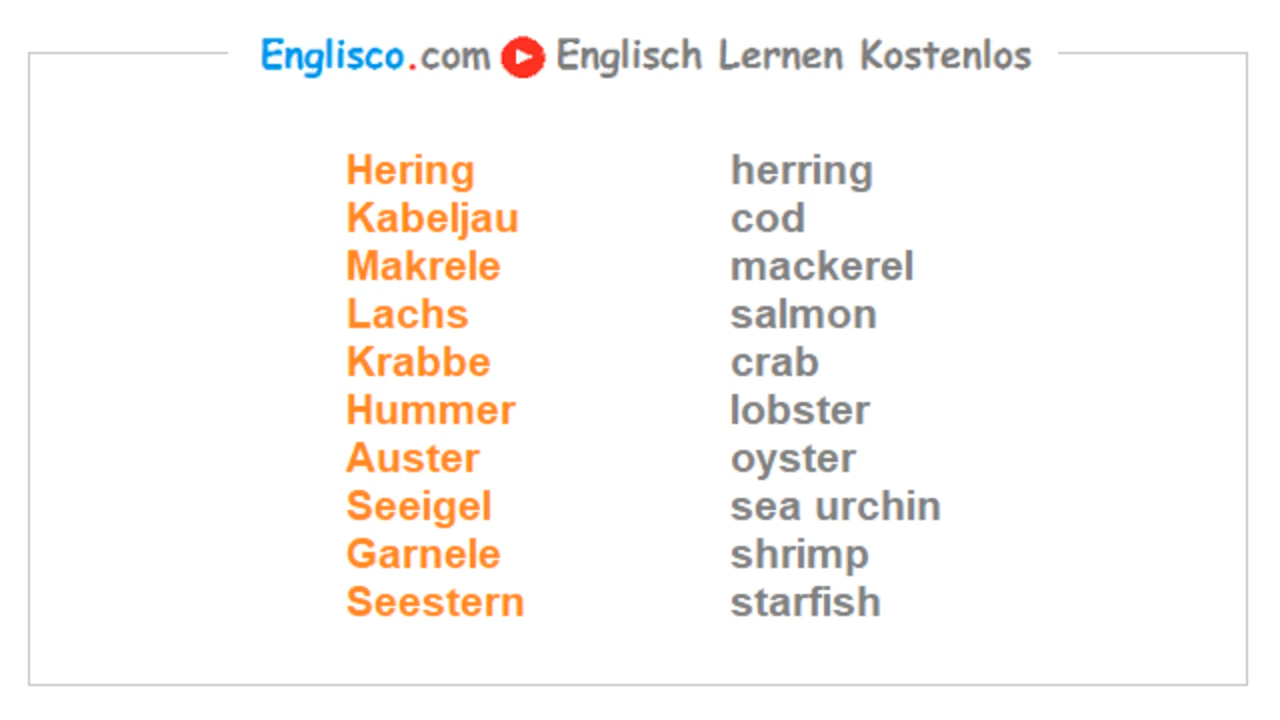 Englisco.com Englisch Lernen Kostenlos
Hering herring
Kabeljau cod
Makrele mackerel
Lachs salmon
Krabbe crab
Hummer lobster
Auster oyster
Seeigel sea urchin
Garnele shrimp
Seestern starfish